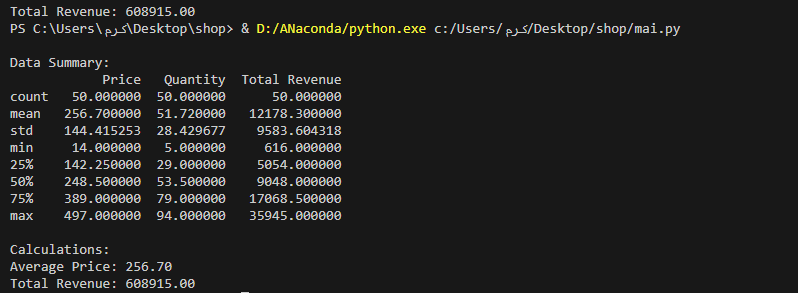 Total Revenue: 608915.00
PS C:\Users\كرم\Desktop\shop> & D:/ANaconda/python.exe c:/Users/كرم/Desktop/shop/mai.py
Data Summary:
Price Quantity Total Revenue
count 50.000000 50.000000 50.000000
mean 256.700000 51.720000 12178.300000
std 144.415253 28.429677 9583.604318
min 14.000000 5.000000 616.000000
25% 142.250000 29.000000 5054.000000
50% 248.500000 53.500000 9048.000000
75% 389.000000 79.000000 17068.500000
max 497.000000 94.000000 35945.000000
Calculations:
Average Price: 256.70
Total Revenue: 608915.00